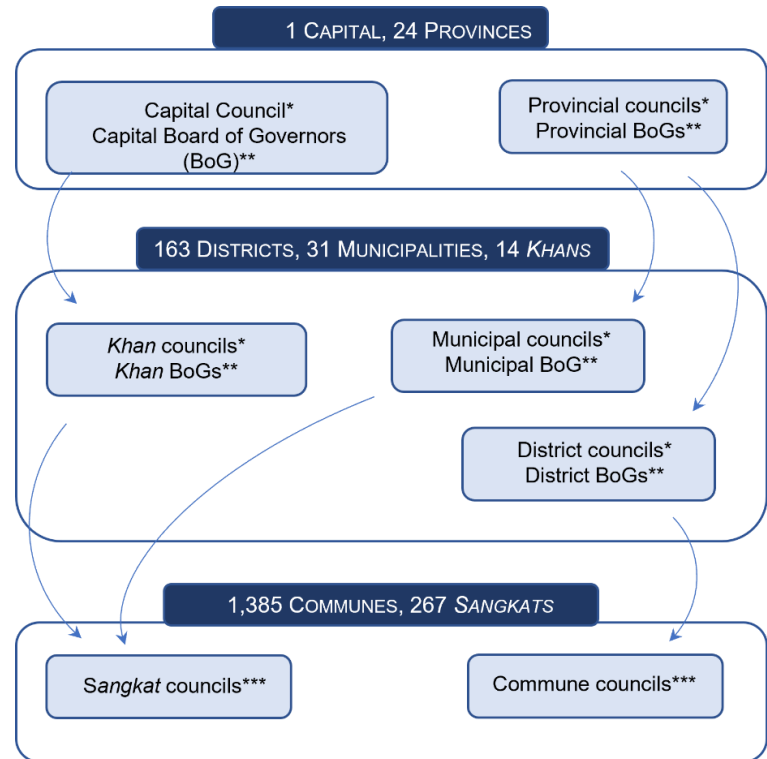 1 CAPITAL, 24 PROVINCES
Capital Council*
Capital Board of Governors
(BoG)**
Provincial councils*
Provincial BoGs**
163 DISTRICTS, 31 MUNICIPALITIES, 14 KHANS
Khan councils*
Khan BoGs**
Municipal councils*
Municipal BoG**
District councils*
District BoGs**
1,385 COMMUNES, 267 SANGKATS
Sangkat councils***
Commune councils***